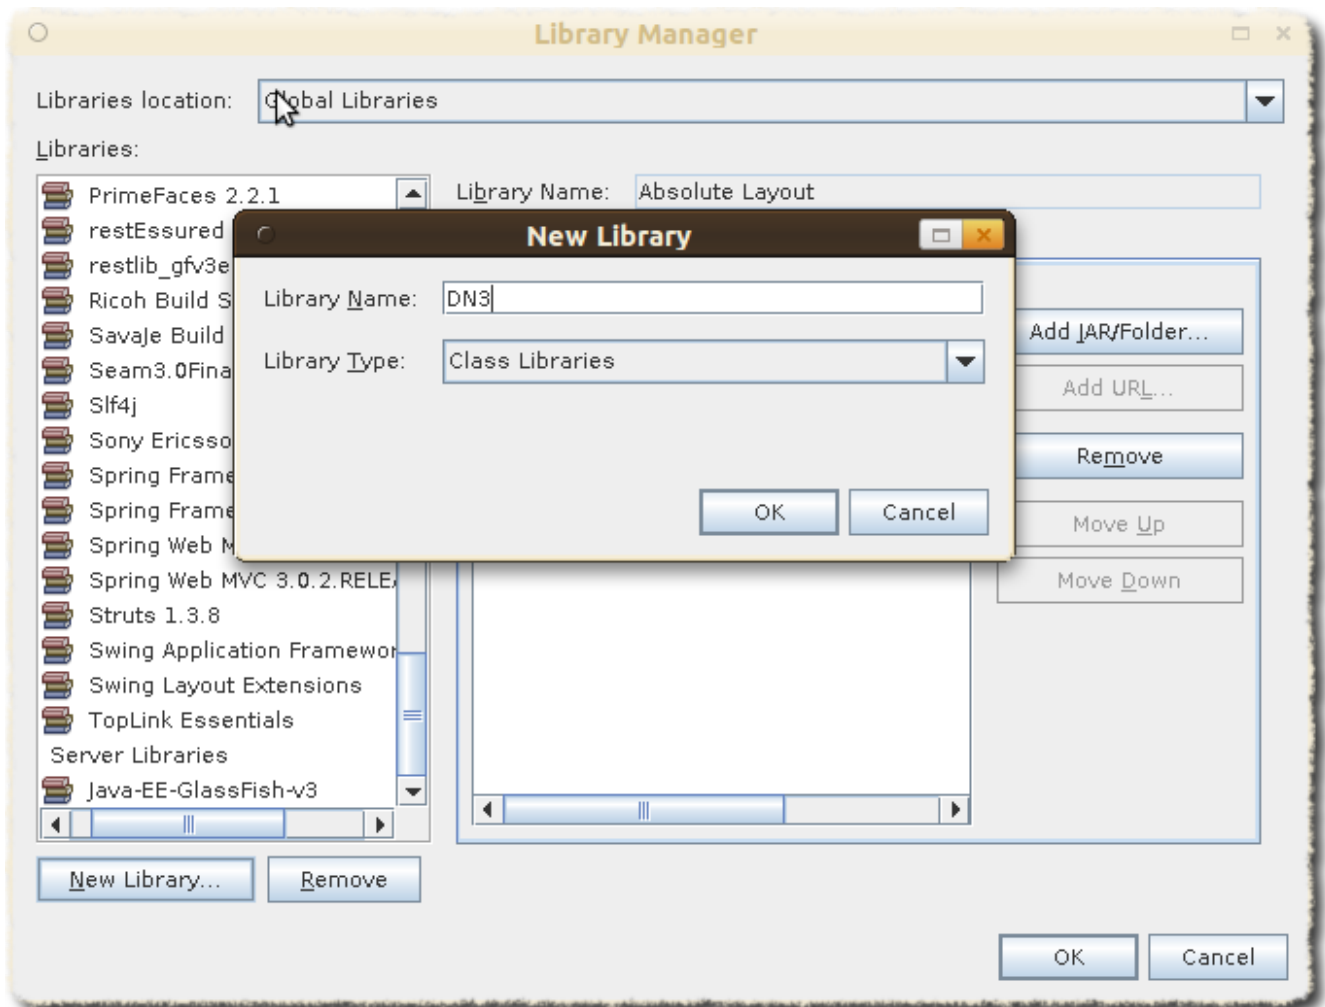 Library Manager
Libraries location: Global Libraries
Libraries:
PrimeFaces 2.2.1
restEssured
restlib_gfv3e
Ricoh Build S
SavaJe Build
Seam3.0Fina
Slf4j
Sony Ericsso
Spring Frame
Spring Frame
Spring Web M
Spring Web MVC 3.0.2.RELEA
Struts 1.3.8
Swing Application Framewor
Swing Layout Extensions
TopLink Essentials
Server Libraries
Java-EE-GlassFish-v3
New Library...
Remove
Library Name: Absolute Layout
New Library
Library Name: DN3
Library Type: Class Libraries
OK
Cancel
Add JAR/Folder...
Add URL...
Remove
Move Up
Move Down
OK
Cancel